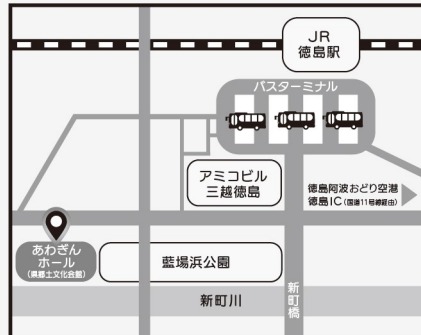 JR
徳島駅
バスターミナル
アミコビル
三越徳島
徳島阿波おどり空港
徳島IC(国道11号線経由)
あわぎん
ホール
(県郷土文化会館)
藍場浜公園
新町川
新町橋